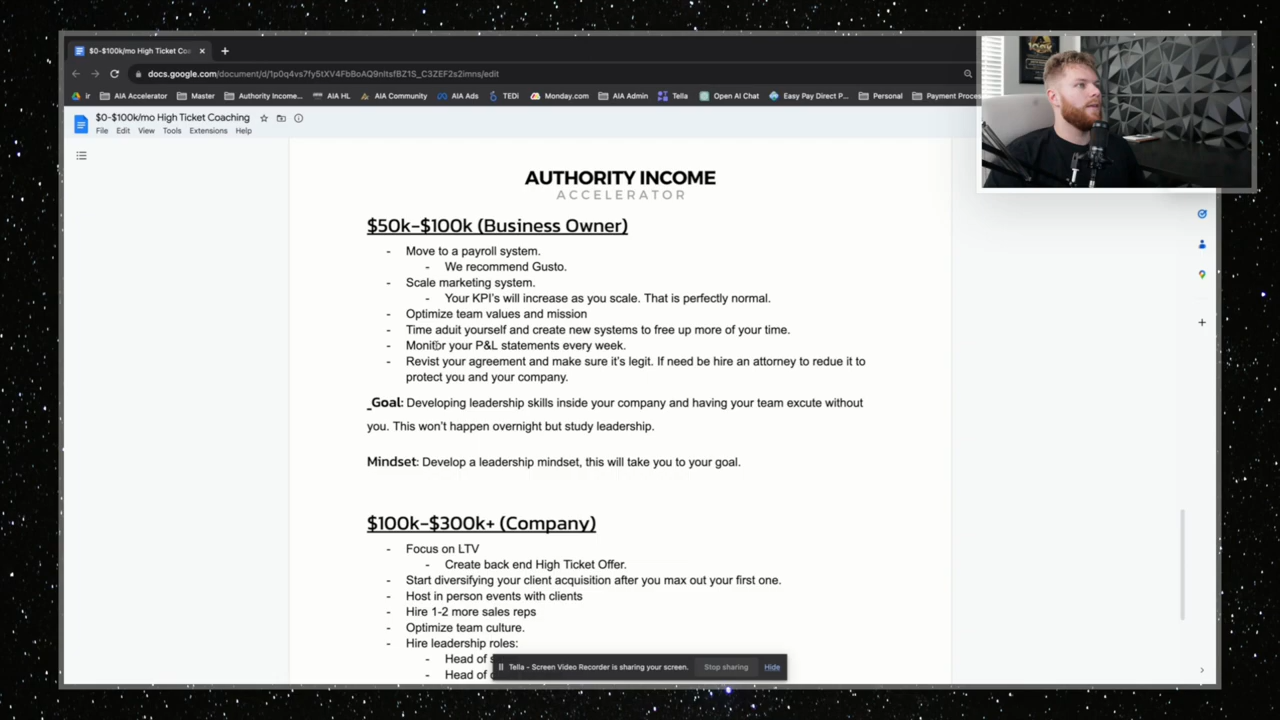 $0-$100k/mo High Ticket Coa
docs.google.com/document/d/1p0q4vs7fy5tXV4FbBoAQ9nItsfBZ1S_C3ZEF2s2imns/edit
ir AIA Accelerator Master Authority Income... AIA HL AIA Community AIA Ads TEDI Monday.com AIA Admin Tella Open AI Chat Easy Pay Direct P... Personal Payment Proces
$0-$100k/mo High Ticket Coaching
File Edit View Tools Extensions Help
AUTHORITY INCOME
ACCELERATOR
$50k-$100k (Business Owner)
- Move to a payroll system.
- We recommend Gusto.
- Scale marketing system.
- Your KPI's will increase as you scale. That is perfectly normal.
- Optimize team values and mission
- Time aduit yourself and create new systems to free up more of your time.
- Monitor your P&L statements every week.
- Revist your agreement and make sure it's legit. If need be hire an attorney to redue it to
protect you and your company.
_Goal: Developing leadership skills inside your company and having your team excute without
you. This won't happen overnight but study leadership.
Mindset: Develop a leadership mindset, this will take you to your goal.
$100k-$300k+ (Company)
- Focus on LTV
- Create back end High Ticket Offer.
- Start diversifying your client acquisition after you max out your first one.
- Host in person events with clients
- Hire 1-2 more sales reps
- Optimize team culture.
- Hire leadership roles:
- Head of s
- Head of
Tella - Screen Video Recorder is sharing your screen. Stop sharing Hide
100k